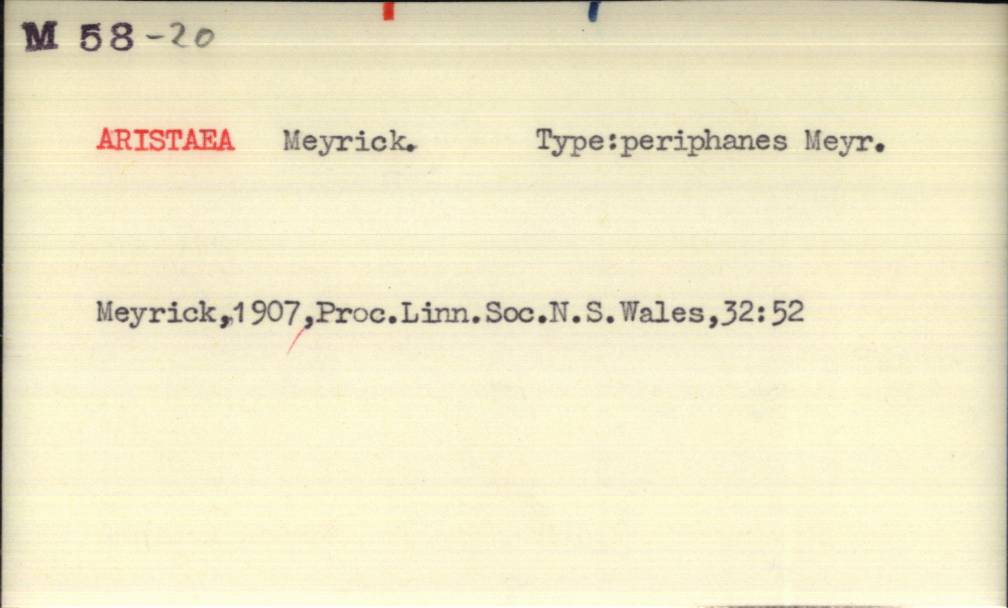 M 58-20
ARISTAEA Meyrick. Type:periphanes Meyr.
Meyrick,1907,Proc.Linn.Soc.N.S.Wales,32:52